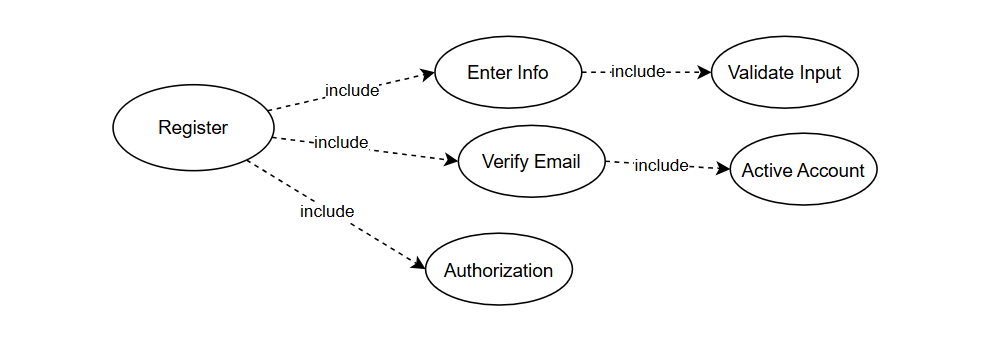 Enter Info
include
Validate Input
include
Register
include
Verify Email
include
Active Account
include
Authorization